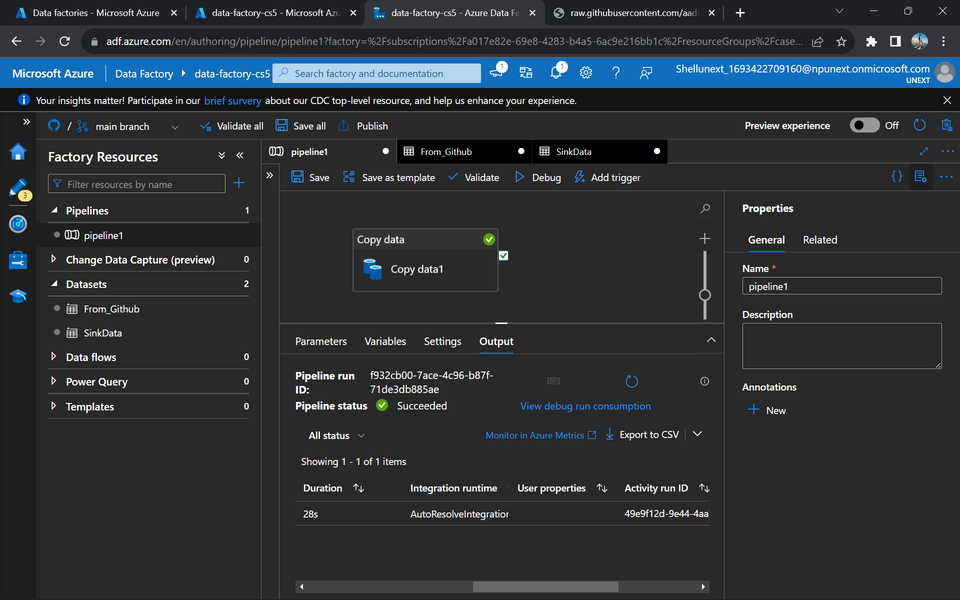 Data factories - Microsoft Azure
data-factory-cs5 - Microsoft Az
data-factory-cs5 - Azure Data Fa
raw.githubusercontent.com/aad
adf.azure.com/en/authoring/pipeline/pipeline1?factory=%2Fsubscriptions%2Fa017e82e-69e8-4283-b4a5-6ac9e216bb1c%2FresourceGroups%2Fcase...
Microsoft Azure
Data Factory
data-factory-cs5
Search factory and documentation
1
1
Shellunext_1693422709160@npunext.onmicrosoft.com
UNEXT
Your insights matter! Participate in our brief survey about our CDC top-level resource, and help us enhance your experience.
/ main branch
Validate all
Save all
Publish
Preview experience
Off
3
Factory Resources
Filter resources by name
Pipelines 1
pipeline1
Change Data Capture (preview) 0
Datasets 2
From_Github
SinkData
Data flows 0
Power Query 0
Templates 0
pipeline1
From_Github
SinkData
Save
Save as template
Validate
Debug
Add trigger
{}
Copy data
Copy data1
Parameters
Variables
Settings
Output
Pipeline run ID:
f932cb00-7ace-4c96-b87f-
71de3db885ae
Pipeline status
Succeeded
View debug run consumption
All status
Monitor in Azure Metrics
Export to CSV
Showing 1 - 1 of 1 items
Duration
Integration runtime
User properties
Activity run ID
28s
AutoResolveIntegration
49e9f12d-9e44-4aa
Properties
General
Related
Name *
pipeline1
Description
Annotations
New